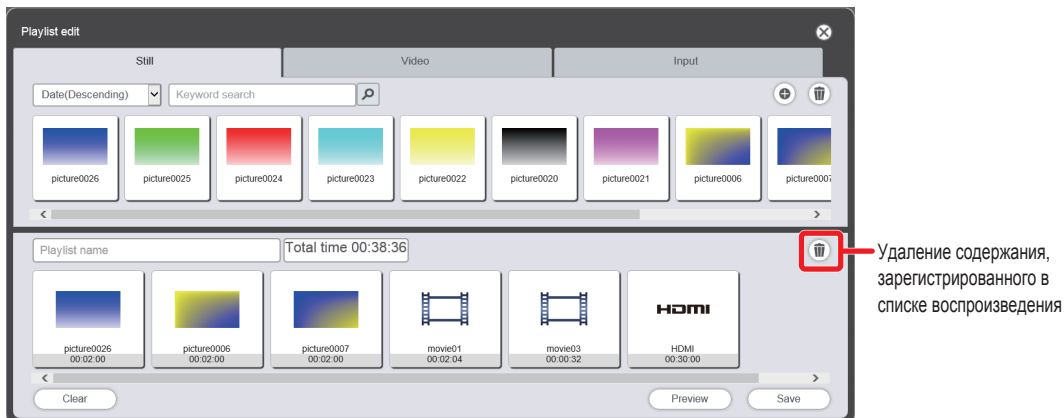 Playlist edit
Still Video Input
Date(Descending) Keyword search
picture0026 picture0025 picture0024 picture0023 picture0022 picture0020 picture0021 picture0006 picture0007
Playlist name Total time 00:38:36
Удаление содержания,
зарегистрированного в
списке воспроизведения
HDMI
picture0026 picture0006 picture0007 movie01 movie03 HDMI
00:02:00 00:02:00 00:02:00 00:02:04 00:00:32 00:30:00
Clear Preview Save